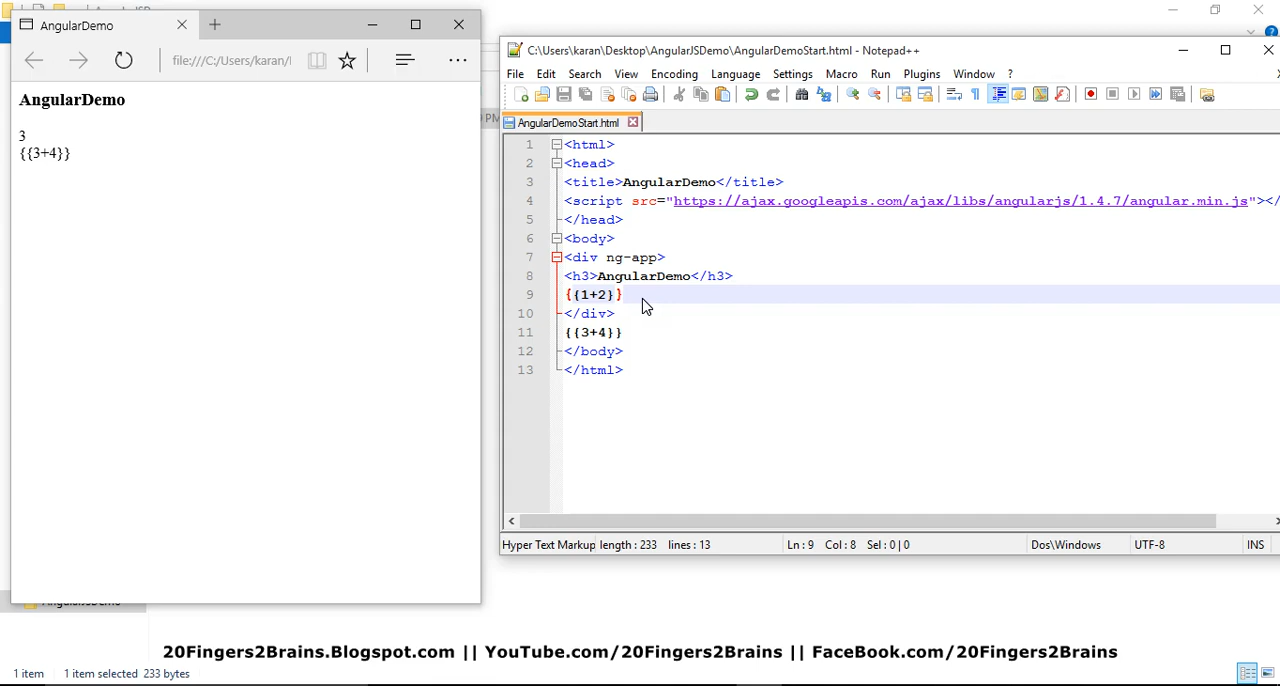 AngularDemo
file:///C:/Users/karan/
AngularDemo
3
{{3+4}}
C:\Users\karan\Desktop\AngularJSDemo\AngularDemoStart.html - Notepad++
File Edit Search View Encoding Language Settings Macro Run Plugins Window ?
AngularDemoStart.html
1 <html>
2 <head>
3 <title>AngularDemo</title>
4 <script src="https://ajax.googleapis.com/ajax/libs/angularjs/1.4.7/angular.min.js"></
5 </head>
6 <body>
7 <div ng-app>
8 <h3>AngularDemo</h3>
9 {{1+2}}
10 </div>
11 {{3+4}}
12 </body>
13 </html>
Hyper Text Markup length : 233 lines : 13 Ln : 9 Col : 8 Sel : 0 | 0 Dos\Windows UTF-8 INS
20Fingers2Brains.Blogspot.com || YouTube.com/20Fingers2Brains || FaceBook.com/20Fingers2Brains
1 item 1 item selected 233 bytes